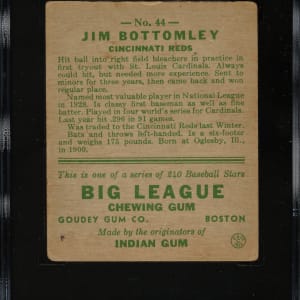 — No. 44 —
JIM BOTTOMLEY
CINCINNATI REDS
Hit ball into right field bleachers in practice in
first tryout with St. Louis Cardinals. Always
could hit, but needed more experience. Sent to
minors for three years, then came back as regular.
Named most valuable player in National League
in 1928. Is classy first baseman as well as fine
batter. Played in four world's series for Cardinals.
Last year hit .296 in 91 games.
Was traded to the Cincinnati Reds last Winter.
Bats and throws left-handed. Is a six-footer
and weighs 175 pounds. Born at Oglesby, Ill.,
in 1900.
This is one of a series of 240 Baseball Stars
BIG LEAGUE
CHEWING GUM
GOUDEY GUM CO. BOSTON
Made by the originators of
INDIAN GUM